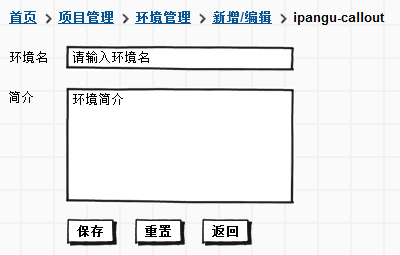 首页 > 项目管理 > 环境管理 > 新增/编辑 > ipangu-callout
环境名 请输入环境名
简介 环境简介
保存 重置 返回